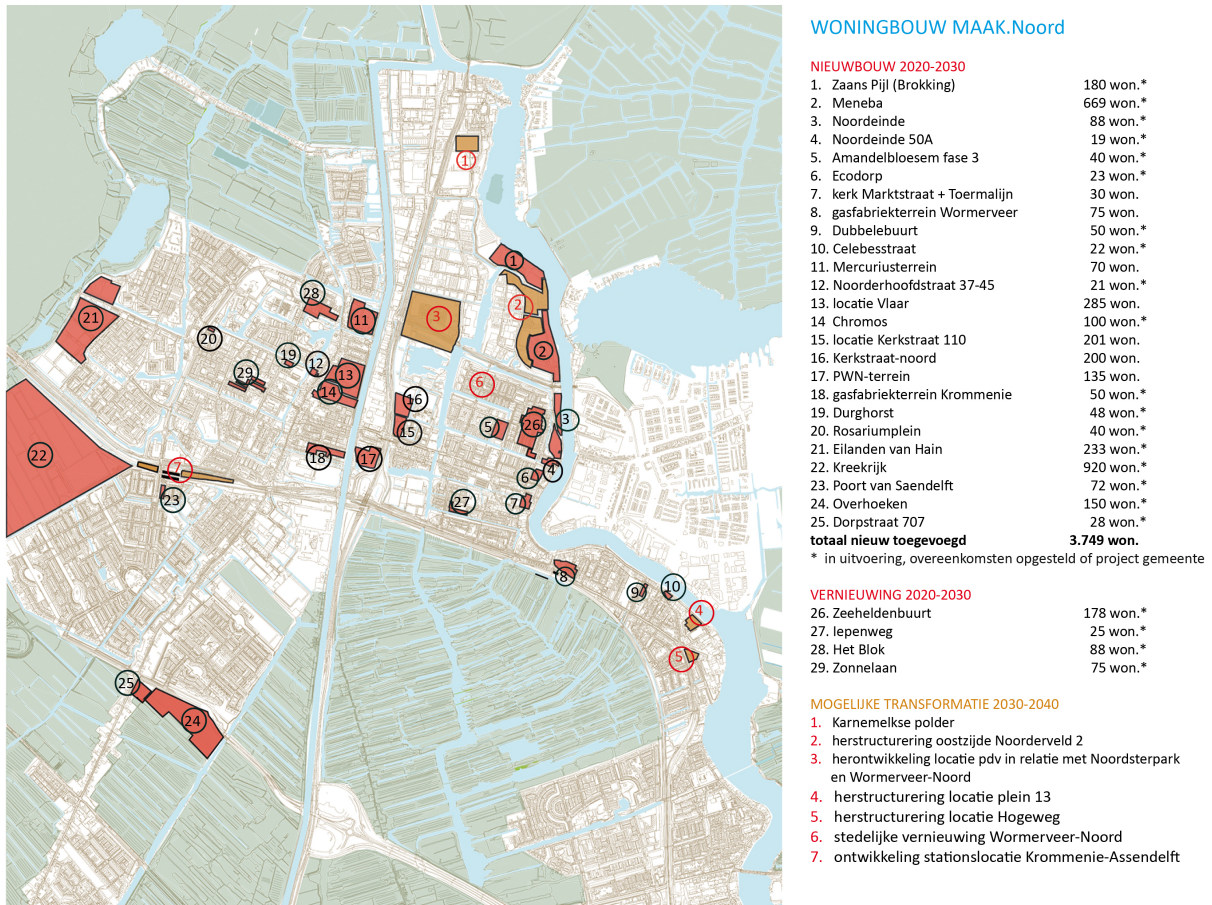 WONINGBOUW MAAK.Noord
NIEUWBOUW 2020-2030
1. Zaans Pijl (Brokking) 180 won.*
2. Meneba 669 won.*
3. Noordeinde 88 won.*
4. Noordeinde 50A 19 won.*
5. Amandelbloesem fase 3 40 won.*
6. Ecodorp 23 won.*
7. kerk Marktstraat + Toermalijn 30 won.
8. gasfabriekterrein Wormerveer 75 won.
9. Dubbelebuurt 50 won.*
10. Celebesstraat 22 won.*
11. Mercuriusterrein 70 won.
12. Noorderhoofdstraat 37-45 21 won.*
13. locatie Vlaar 285 won.
14 Chromos 100 won.*
15. locatie Kerkstraat 110 201 won.
16. Kerkstraat-noord 200 won.
17. PWN-terrein 135 won.
18. gasfabriekterrein Krommenie 50 won.*
19. Durghorst 48 won.*
20. Rosariumplein 40 won.*
21. Eilanden van Hain 233 won.*
22. Kreekrijk 920 won.*
23. Poort van Saendelft 72 won.*
24. Overhoeken 150 won.*
25. Dorpstraat 707 28 won.*
totaal nieuw toegevoegd 3.749 won.
* in uitvoering, overeenkomsten opgesteld of project gemeente
VERNIEUWING 2020-2030
26. Zeeheldenbuurt 178 won.*
27. Iepenweg 25 won.*
28. Het Blok 88 won.*
29. Zonnelaan 75 won.*
MOGELIJKE TRANSFORMATIE 2030-2040
1. Karnemelkse polder
2. herstructurering oostzijde Noorderveld 2
3. herontwikkeling locatie pdv in relatie met Noordsterpark
en Wormerveer-Noord
4. herstructurering locatie plein 13
5. herstructurering locatie Hogeweg
6. stedelijke vernieuwing Wormerveer-Noord
7. ontwikkeling stationslocatie Krommenie-Assendelft
1
1
2
3
2
28
11
21
20
19
12
13
29
14
6
16
15
5
26
3
22
18
17
7
4
6
23
27
7
8
9
10
4
5
25
24